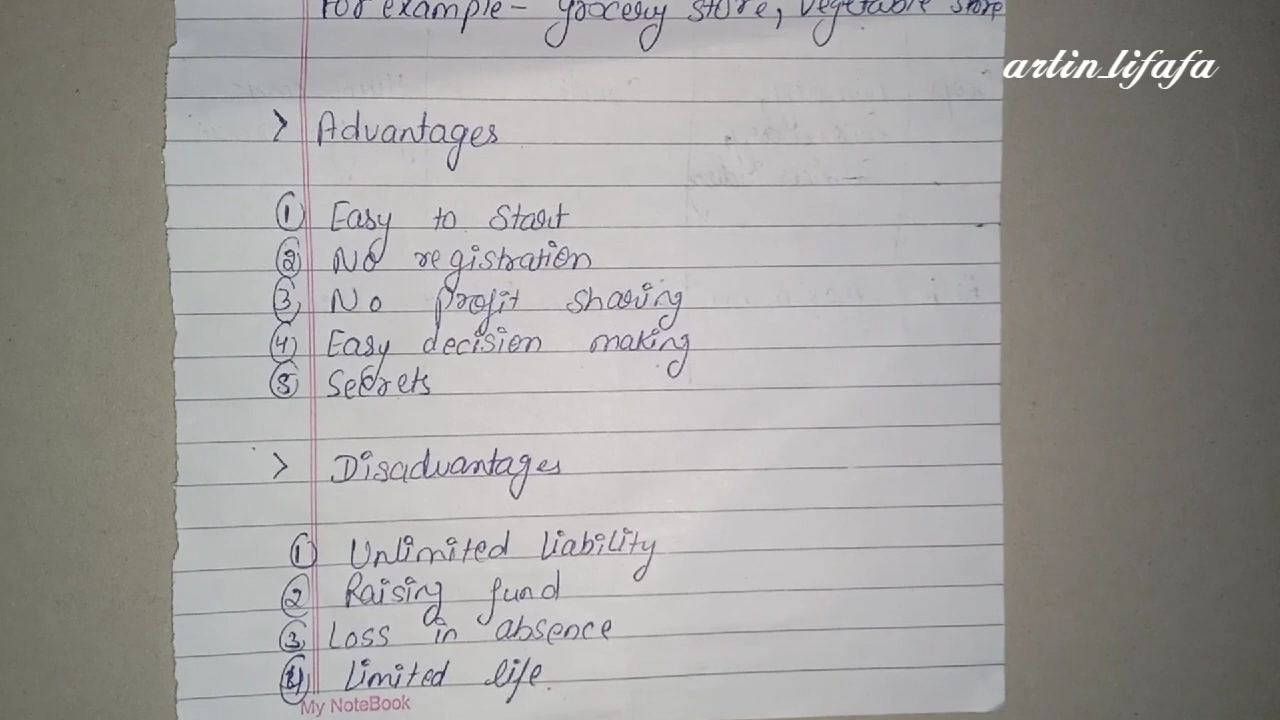 For example - grocery store, vegetable store
artin_lifafa
> Advantages
① Easy to Start
② No registration
③ No profit sharing
④ Easy decision making
⑤ Secrets
> Disadvantages
① Unlimited liability
② Raising fund
③ Loss in absence
④ Limited life.
My NoteBook